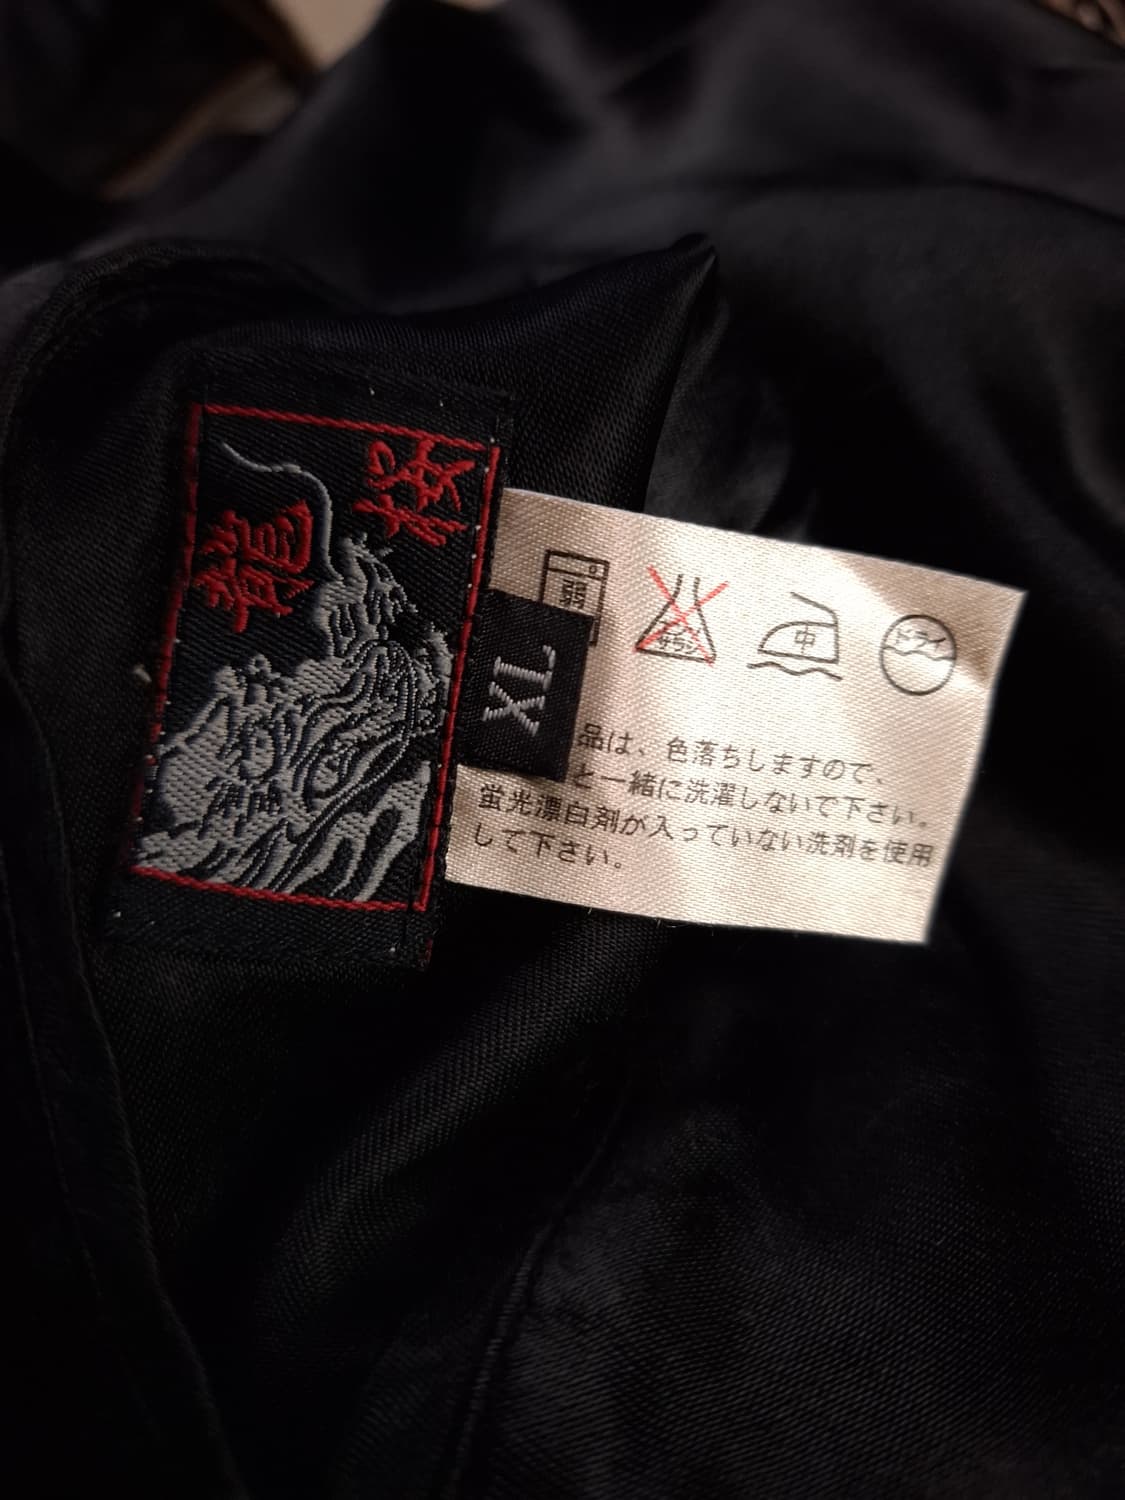 龍
XL
弱
サラシ
中
ドライ
品は、色落ちしますので、
と一緒に洗濯しないで下さい。
蛍光漂白剤が入っていない洗剤を使用
して下さい。